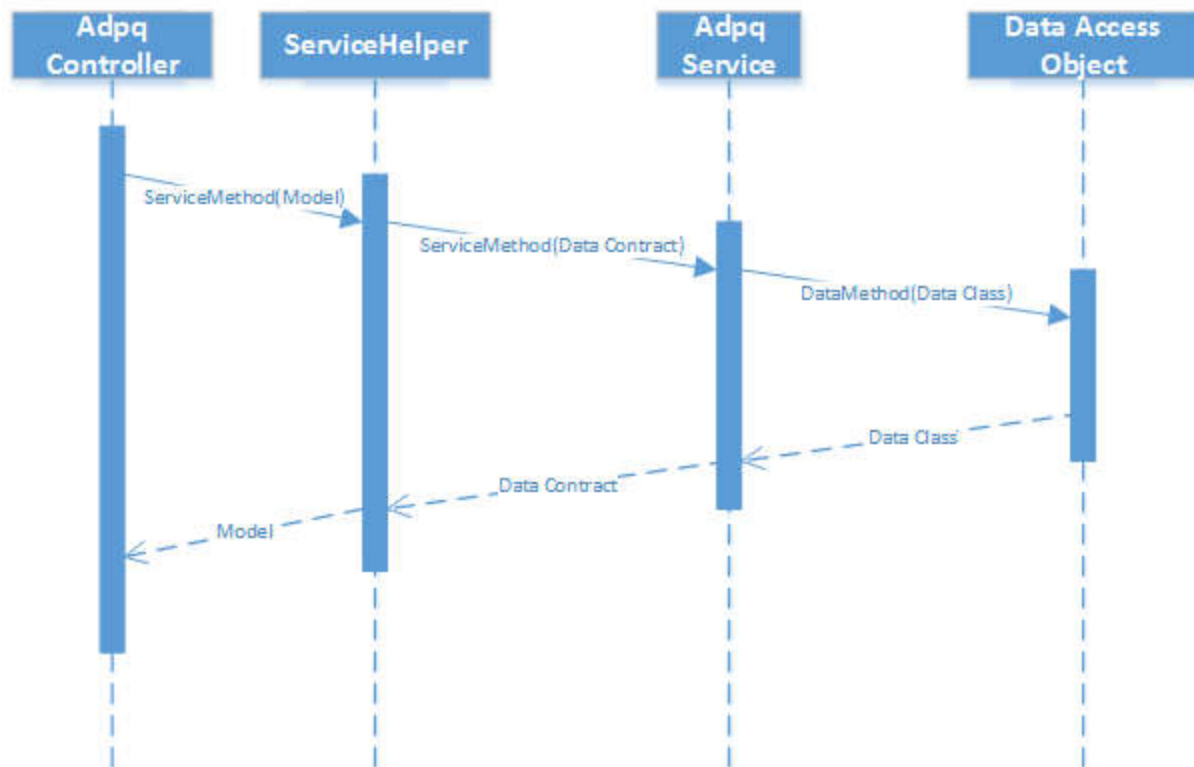 Adpq
Controller
ServiceHelper
Adpq
Service
Data Access
Object
ServiceMethod(Model)
ServiceMethod(Data Contract)
DataMethod(Data Class)
Data Class
Data Contract
Model